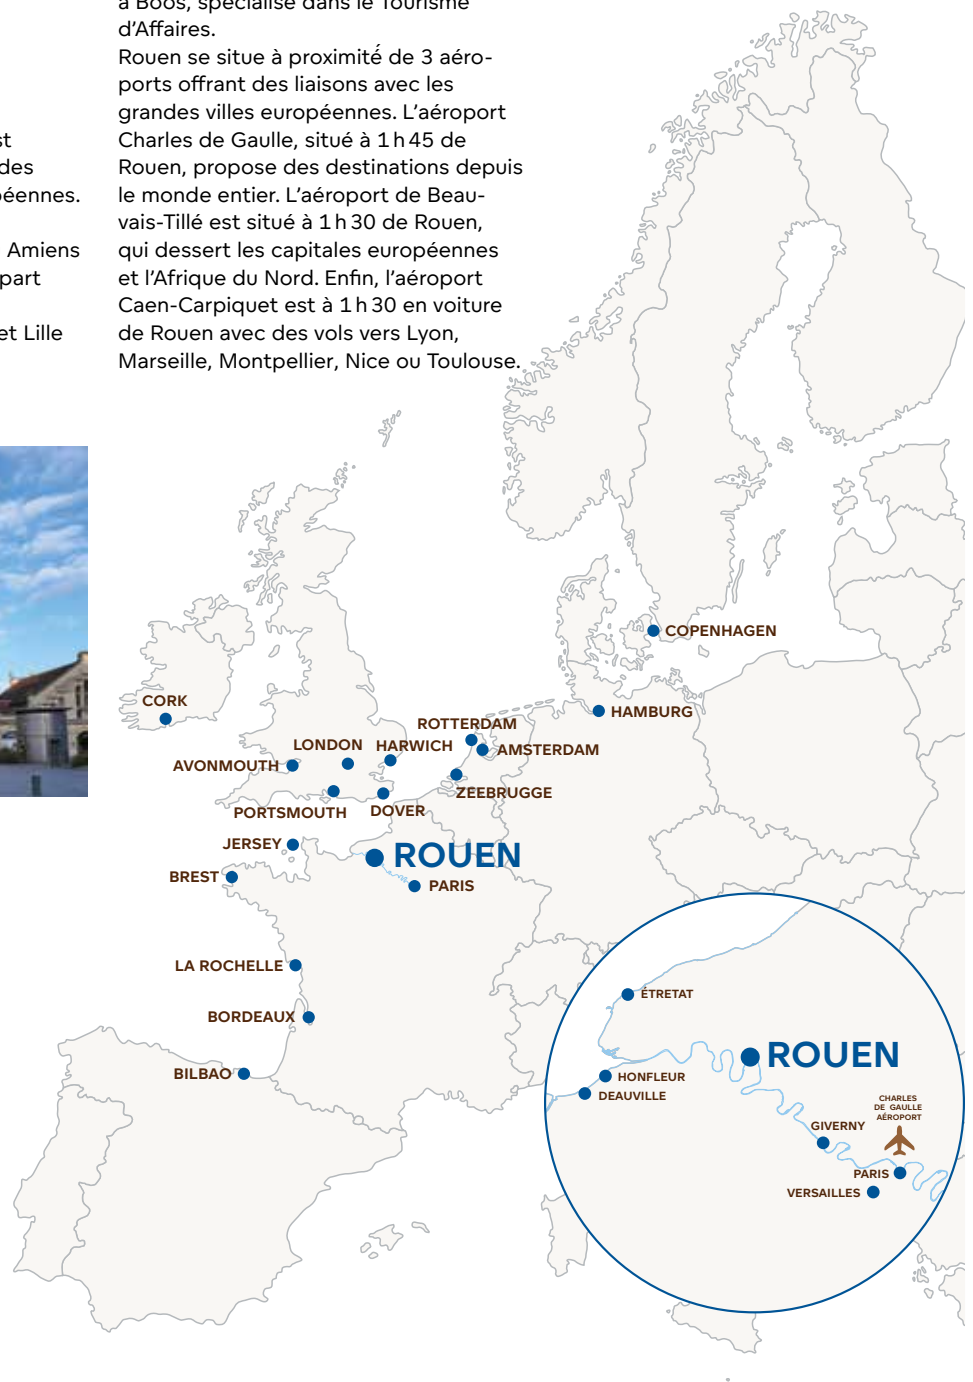 à Boos, spécialisé dans le Tourisme
d'Affaires.
Rouen se situe à proximité de 3 aéro-
ports offrant des liaisons avec les
grandes villes européennes. L'aéroport
Charles de Gaulle, situé à 1 h 45 de
Rouen, propose des destinations depuis
le monde entier. L'aéroport de Beau-
vais-Tillé est situé à 1 h 30 de Rouen,
qui dessert les capitales européennes
et l'Afrique du Nord. Enfin, l'aéroport
Caen-Carpiquet est à 1 h 30 en voiture
de Rouen avec des vols vers Lyon,
Marseille, Montpellier, Nice ou Toulouse.
des
Amiens
et Lille
COPENHAGEN
CORK
HAMBURG
ROTTERDAM
LONDON
HARWICH
AMSTERDAM
AVONMOUTH
ZEEBRUGGE
PORTSMOUTH
DOVER
JERSEY
ROUEN
BREST
PARIS
LA ROCHELLE
BORDEAUX
BILBAO
ÉTRETAT
ROUEN
HONFLEUR
DEAUVILLE
CHARLES
DE GAULLE
AÉROPORT
GIVERNY
PARIS
VERSAILLES